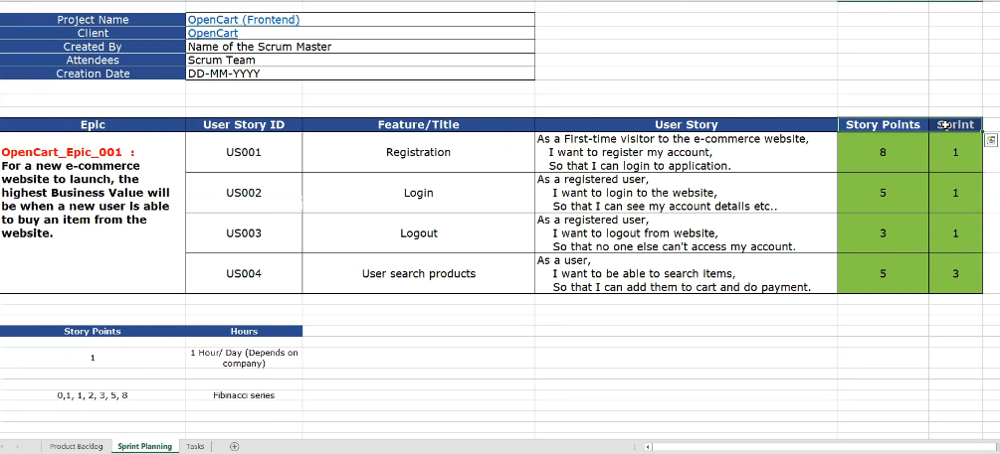 Project Name OpenCart (Frontend)
Client OpenCart
Created By Name of the Scrum Master
Attendees Scrum Team
Creation Date DD-MM-YYYY
Epic User Story ID Feature/Title User Story Story Points Sprint
OpenCart_Epic_001 :
For a new e-commerce
website to launch, the
highest Business Value will
be when a new user is able
to buy an item from the
website.
US001 Registration
As a First-time visitor to the e-commerce website,
I want to register my account,
So that I can login to application.
8 1
US002 Login
As a registered user,
I want to login to the website,
So that I can see my account details etc..
5 1
US003 Logout
As a registered user,
I want to logout from website,
So that no one else can't access my account.
3 1
US004 User search products
As a user,
I want to be able to search items,
So that I can add them to cart and do payment.
5 3
Story Points Hours
1 1 Hour/ Day (Depends on
company)
0,1, 1, 2, 3, 5, 8 Fibinacci series
Product Backlog Sprint Planning Tasks